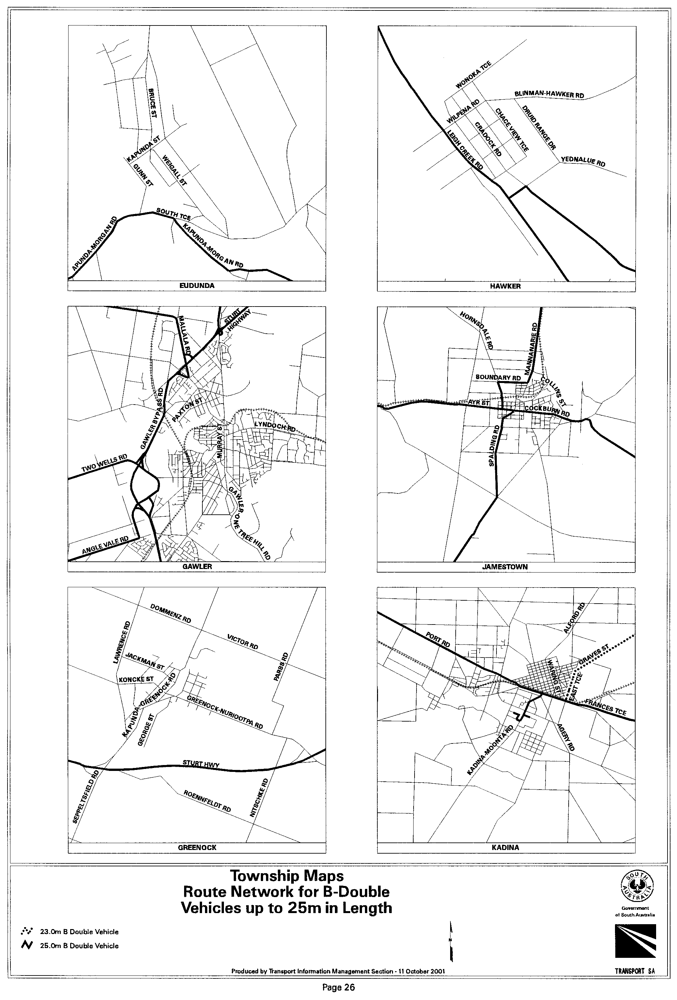 BRUCE ST
KAPUNDA ST
GUNN ST
WEIGALL ST
SOUTH TCE
APUNDA-MORGAN RD
KAPUNDA-MORGAN RD
EUDUNDA
WONOKA TCE
BLINMAN-HAWKER RD
WILPENA RD
CHACE VIEW TCE
DRUID RANGE DR
CRADOCK RD
LEIGH CREEK RD
YEDNALUE RD
HAWKER
MALLALA RD
STURT
HIGHWAY
GAWLER BYPASS RD
PAXTON ST
LYNDOCH RD
MURRAY ST
TWO WELLS RD
GAWLER-ONE TREE HILL RD
ANGLE VALE RD
GAWLER
HORNSDALE RD
MANNANARIE RD
BOUNDARY RD
COLLINS ST
AYR ST
COCKBURN RD
SPALDING RD
JAMESTOWN
DOMMENZ RD
LAWRENCE RD
VICTOR RD
JACKMAN ST
PARBS RD
KONCKE ST
KAPUNDA-GREENOCK RD
GREENOCK-NURIOOTPA RD
GEORGE ST
STURT HWY
SEPPELTSFIELD RD
ROENNFELDT RD
NITSCHKE RD
GREENOCK
ALFORD RD
PORT RD
GRAVES ST
WARING ST
EAST TCE
FRANCES TCE
KADINA-MOONTA RD
AGERY RD
KADINA
Township Maps
Route Network for B-Double
Vehicles up to 25m in Length
23.0m B Double Vehicle
25.0m B Double Vehicle
N
SOUTH
AUSTRALIA
Government
of South Australia
TRANSPORT SA
Produced by Transport Information Management Section - 11 October 2001
Page 26